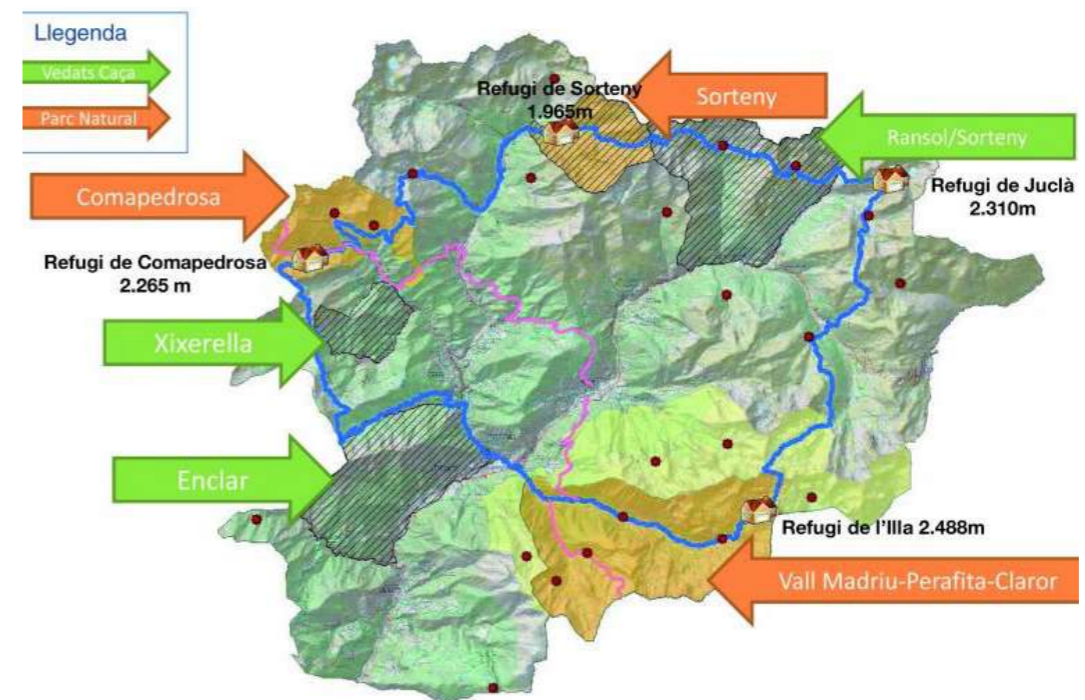 Llegenda
Vedats Caça
Parc Natural
Refugi de Sorteny
1.965m
Sorteny
Ransol/Sorteny
Comapedrosa
Refugi de Juclà
2.310m
Refugi de Comapedrosa
2.265 m
Xixerella
Enclar
Refugi de l'Illa 2.488m
Vall Madriu-Perafita-Claror